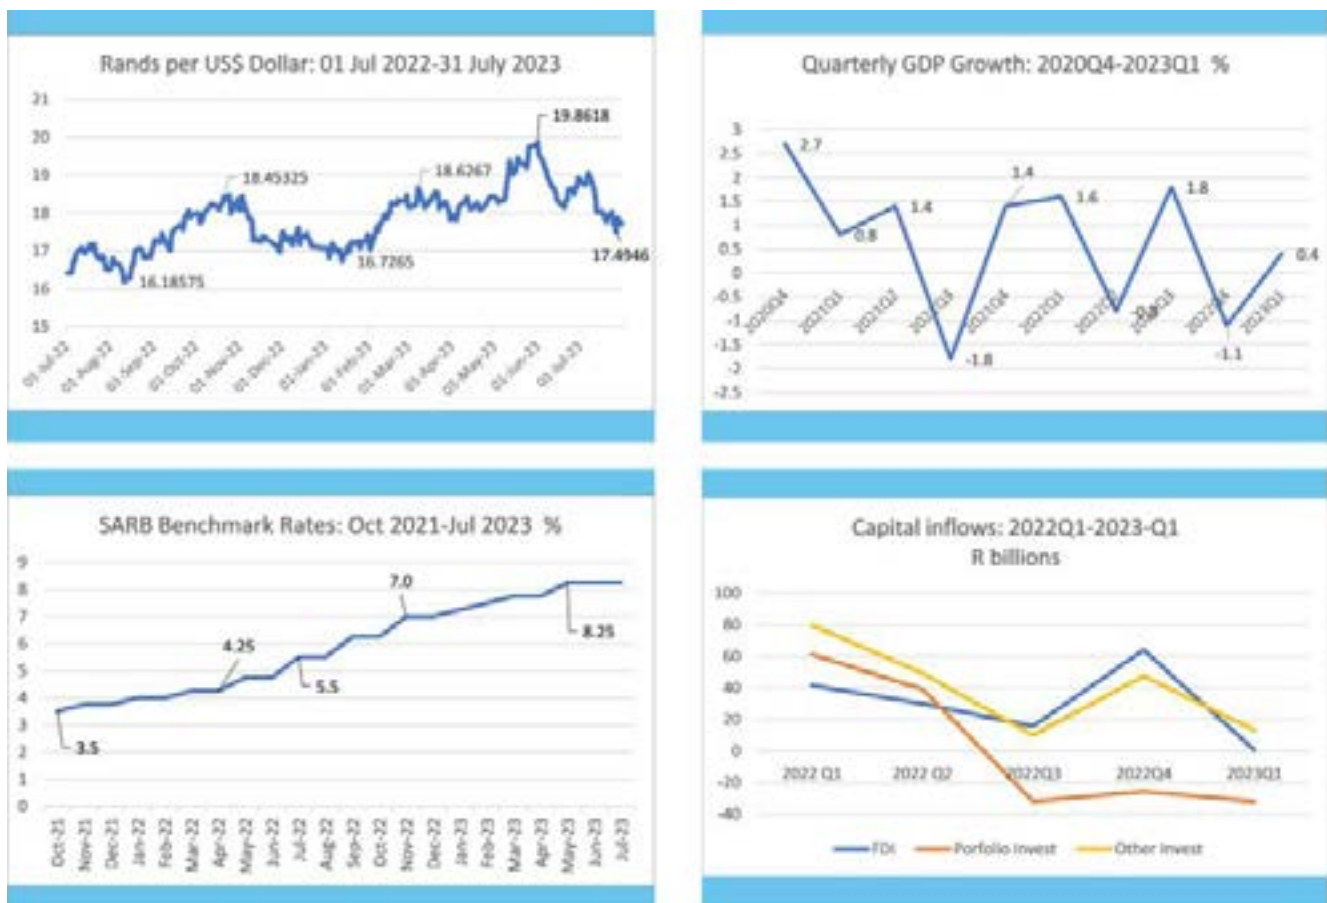 Rands per US$ Dollar: 01 Jul 2022-31 July 2023
21
20
19
18
17
16
15
19.8618
18.45325
18.6267
16.18575
16.7265
17.4946
01-Jul-22
01-Aug-22
01-Sep-22
01-Oct-22
01-Nov-22
01-Dec-22
01-Jan-23
01-Feb-23
01-Mar-23
01-Apr-23
01-May-23
01-Jun-23
01-Jul-23
Quarterly GDP Growth: 2020Q4-2023Q1 %
3
2.5
2
1.5
1
0.5
0
-0.5
-1
-1.5
-2
-2.5
2.7
0.8
1.4
-1.8
1.4
1.6
1.8
-1.1
0.4
2020Q4
2021Q1
2021Q2
2021Q3
2021Q4
2022Q1
2022Q4
2023Q1
SARB Benchmark Rates: Oct 2021-Jul 2023 %
9
8
7
6
5
4
3
2
1
0
3.5
4.25
5.5
7.0
8.25
Oct-21
Nov-21
Dec-21
Jan-22
Feb-22
Mar-22
Apr-22
May-22
Jun-22
Jul-22
Aug-22
Sep-22
Oct-22
Nov-22
Dec-22
Jan-23
Feb-23
Mar-23
Apr-23
May-23
Jun-23
Jul-23
Capital inflows: 2022Q1-2023-Q1
R billions
100
80
60
40
20
0
-20
-40
2022 Q1
2022 Q2
2022Q3
2022Q4
2023Q1
FDI
Porfolio Invest
Other Invest